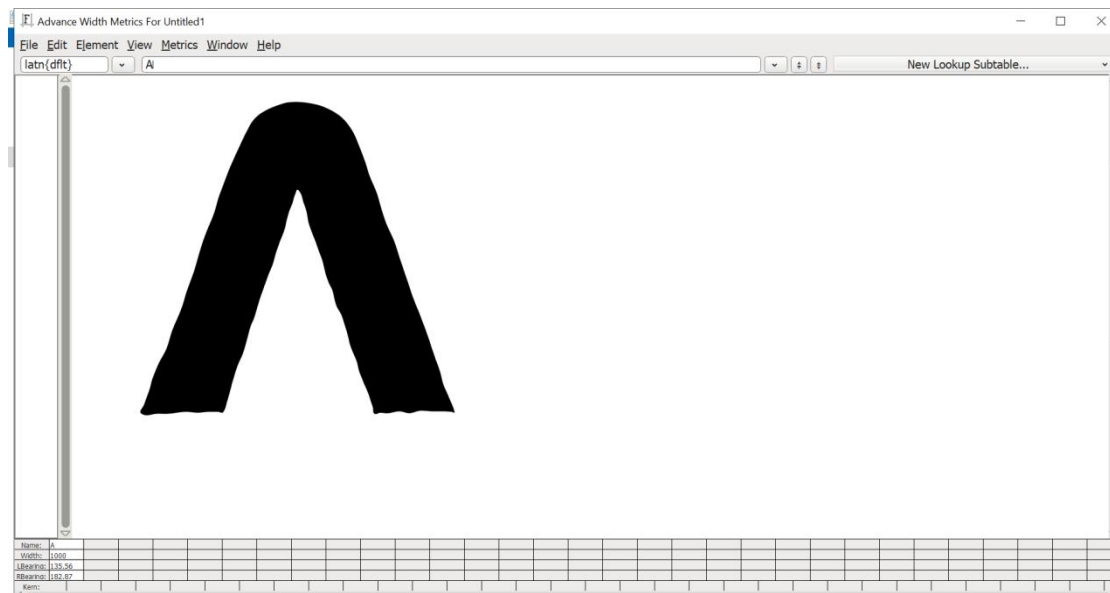 Advance Width Metrics For Untitled1
File Edit Element View Metrics Window Help
latn{dflt} A New Lookup Subtable...
Λ
Name: A
Width: 1000
LBearing: 135.56
RBearing: 182.87
Kern: